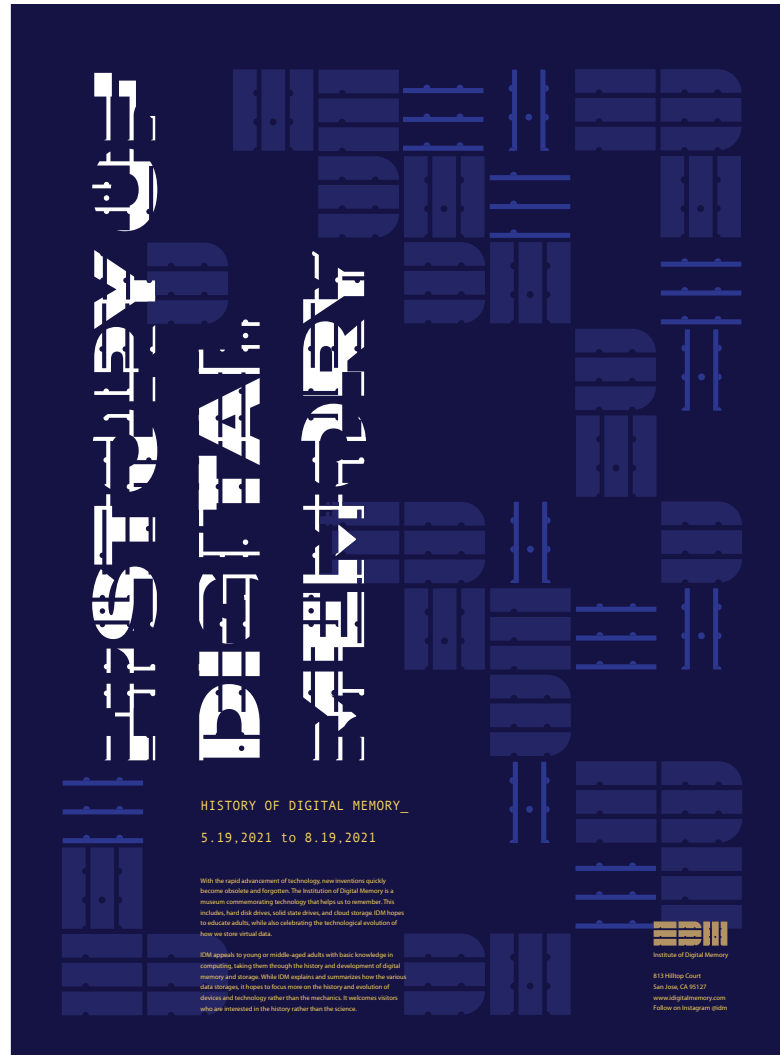 HISTORY OF
DIGITAL
MEMORY
HISTORY OF DIGITAL MEMORY_
5.19,2021 to 8.19,2021
With the rapid advancement of technology, new inventions quickly
become obsolete and forgotten. The Institution of Digital Memory is a
museum commemorating technology that helps us to remember. This
includes, hard disk drives, solid state drives, and cloud storage. IDM hopes
to educate adults, while also celebrating the technological evolution of
how we store virtual data.
IDM appeals to young or middle-aged adults with basic knowledge in
computing, taking them through the history and development of digital
memory and storage. While IDM explains and summarizes how the various
data storages, it hopes to focus more on the history and evolution of
devices and technology rather than the mechanics. It welcomes visitors
who are interested in the history rather than the science.
IDM
Institute of Digital Memory
813 Hilltop Court
San Jose, CA 95127
www.idigitalmemory.com
Follow on Instagram @idm